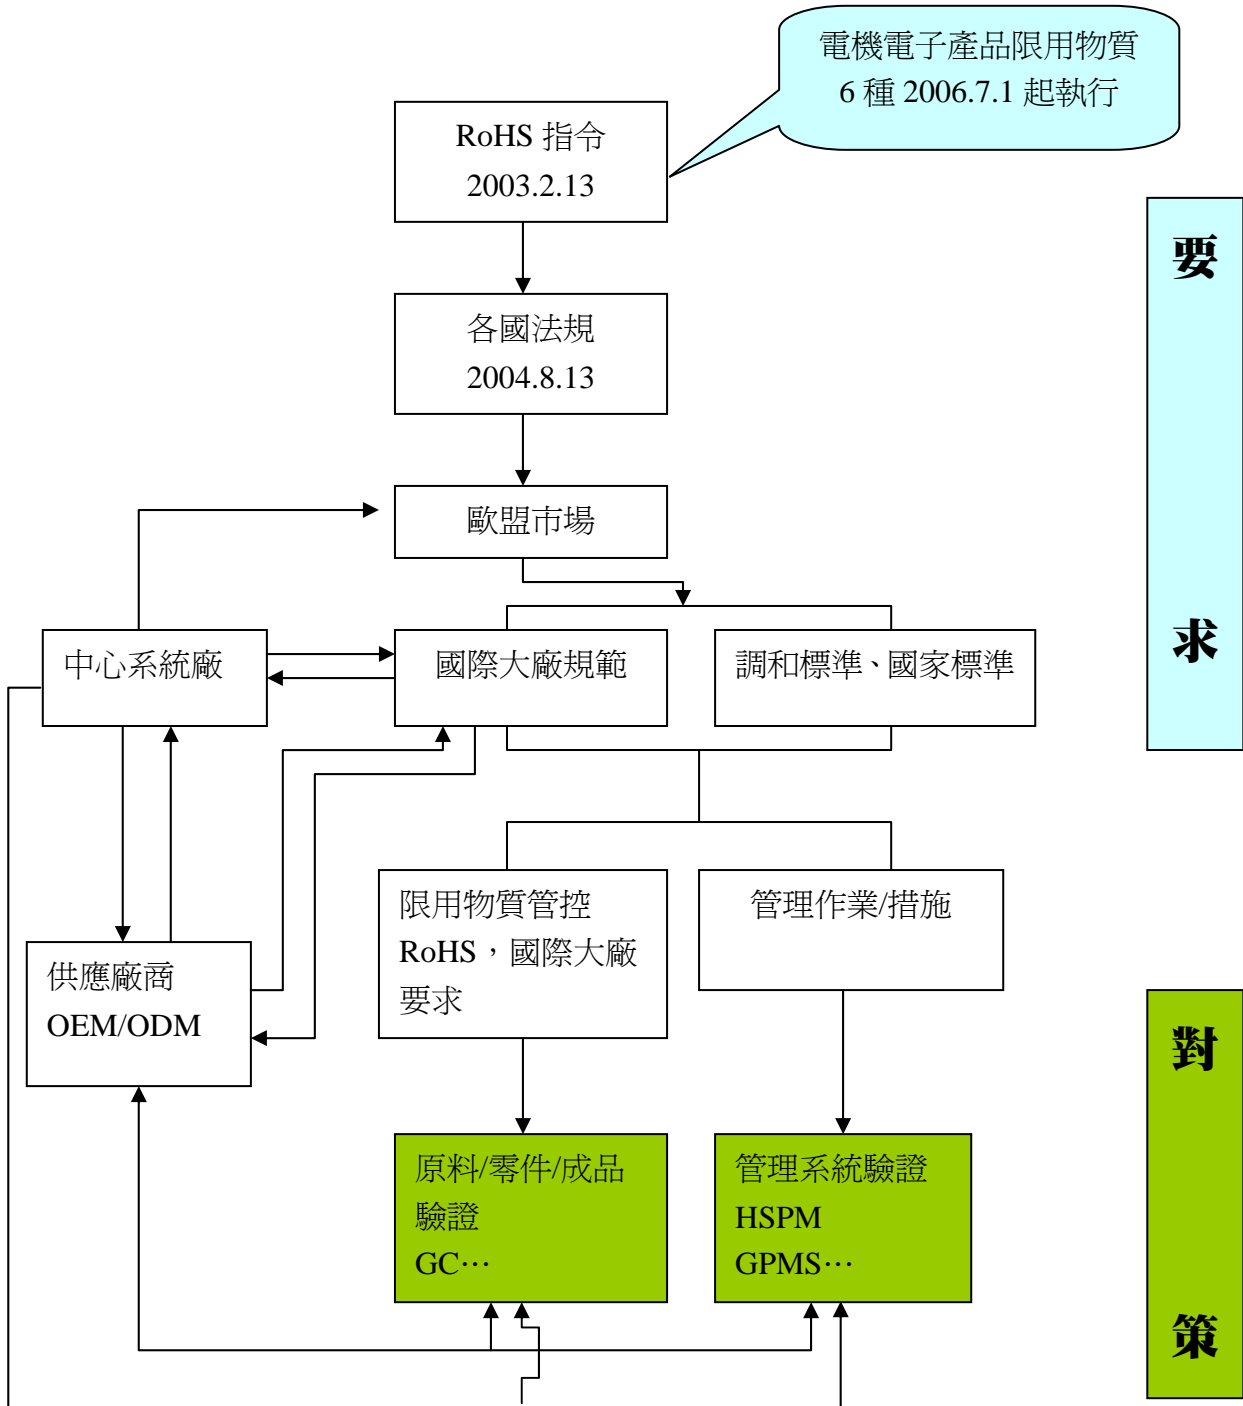 電機電子產品限用物質
6 種 2006.7.1 起執行
RoHS 指令
2003.2.13
各國法規
2004.8.13
歐盟市場
中心系統廠
國際大廠規範
調和標準、國家標準
限用物質管控
RoHS，國際大廠
要求
管理作業/措施
供應廠商
OEM/ODM
原料/零件/成品
驗證
GC…
管理系統驗證
HSPM
GPMS…
要
求
對
策